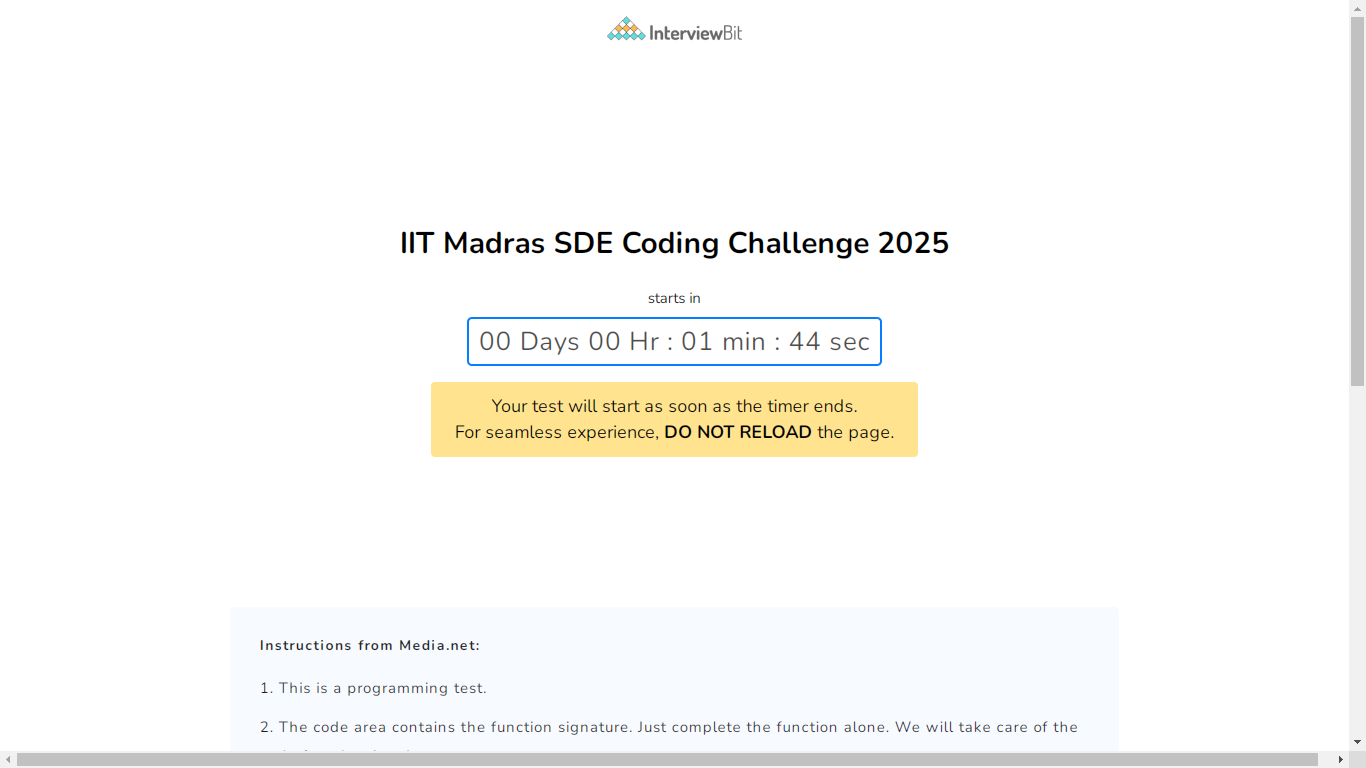 InterviewBit
IIT Madras SDE Coding Challenge 2025
starts in
00 Days 00 Hr : 01 min : 44 sec
Your test will start as soon as the timer ends.
For seamless experience, DO NOT RELOAD the page.
Instructions from Media.net:
1. This is a programming test.
2. The code area contains the function signature. Just complete the function alone. We will take care of the